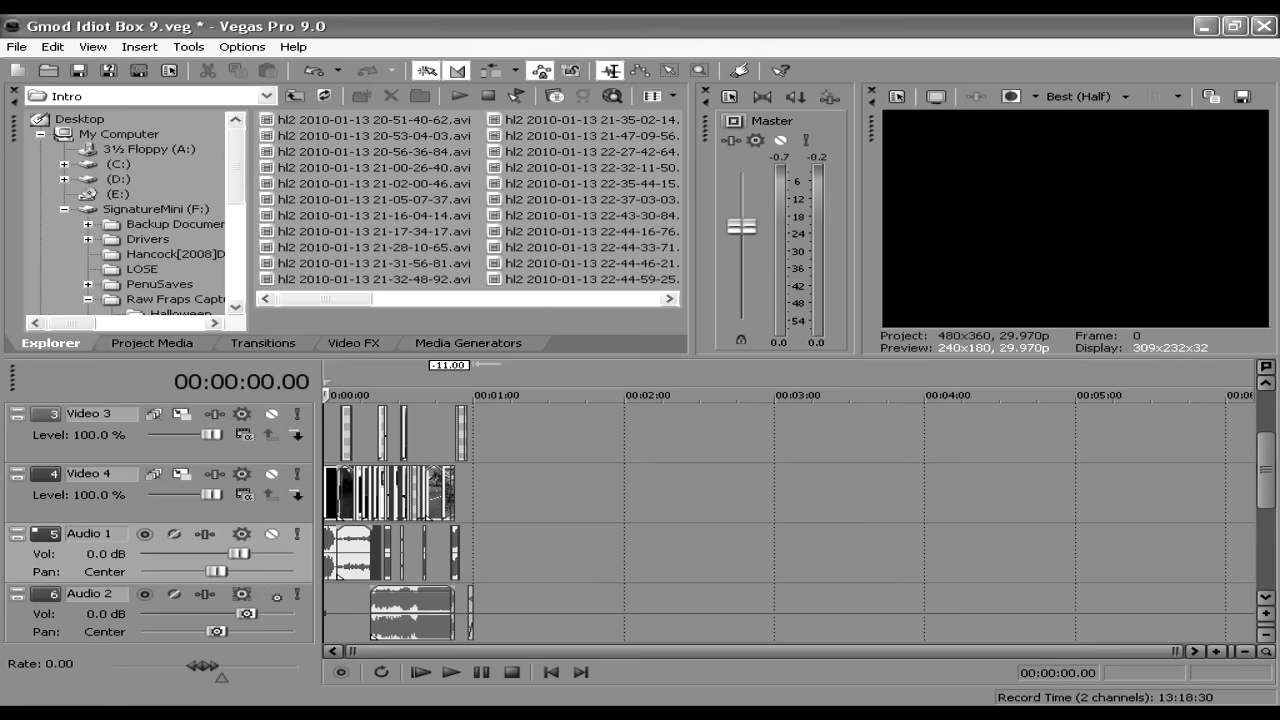 Gmod Idiot Box 9.veg * - Vegas Pro 9.0
File Edit View Insert Tools Options Help
Intro
Best (Half)
Desktop
My Computer
3½ Floppy (A:)
(C:)
(D:)
(E:)
SignatureMini (F:)
Backup Documer
Drivers
Hancock[2008]D
LOSE
PenuSaves
Raw Fraps Captu
Halloween
hl2 2010-01-13 20-51-40-62.avi
hl2 2010-01-13 20-53-04-03.avi
hl2 2010-01-13 20-56-36-84.avi
hl2 2010-01-13 21-00-26-40.avi
hl2 2010-01-13 21-02-00-46.avi
hl2 2010-01-13 21-05-07-37.avi
hl2 2010-01-13 21-16-04-14.avi
hl2 2010-01-13 21-17-34-17.avi
hl2 2010-01-13 21-28-10-65.avi
hl2 2010-01-13 21-31-56-81.avi
hl2 2010-01-13 21-32-48-92.avi
hl2 2010-01-13 21-35-02-14.
hl2 2010-01-13 21-47-09-56.
hl2 2010-01-13 22-27-42-64.
hl2 2010-01-13 22-32-11-50.
hl2 2010-01-13 22-35-44-15.
hl2 2010-01-13 22-37-03-03.
hl2 2010-01-13 22-43-30-84.
hl2 2010-01-13 22-44-16-76.
hl2 2010-01-13 22-44-33-71.
hl2 2010-01-13 22-44-46-21.
hl2 2010-01-13 22-44-59-25.
Master
-0.7 -0.2
6
12
18
24
30
36
42
48
54
0.0 0.0
Project: 480x360, 29.970p Frame: 0
Preview: 240x180, 29.970p Display: 309x232x32
Explorer Project Media Transitions Video FX Media Generators
-11.00
00:00:00.00
0:00:00 00:01:00 00:02:00 00:03:00 00:04:00 00:05:00 00:06
3 Video 3
Level: 100.0 %
4 Video 4
Level: 100.0 %
5 Audio 1
Vol: 0.0 dB
Pan: Center
6 Audio 2
Vol: 0.0 dB
Pan: Center
Rate: 0.00
00:00:00.00
Record Time (2 channels): 13:18:30